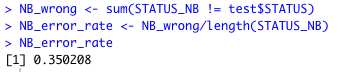 > NB_wrong <- sum(STATUS_NB != test$STATUS)
> NB_error_rate <- NB_wrong/length(STATUS_NB)
> NB_error_rate
[1] 0.350208